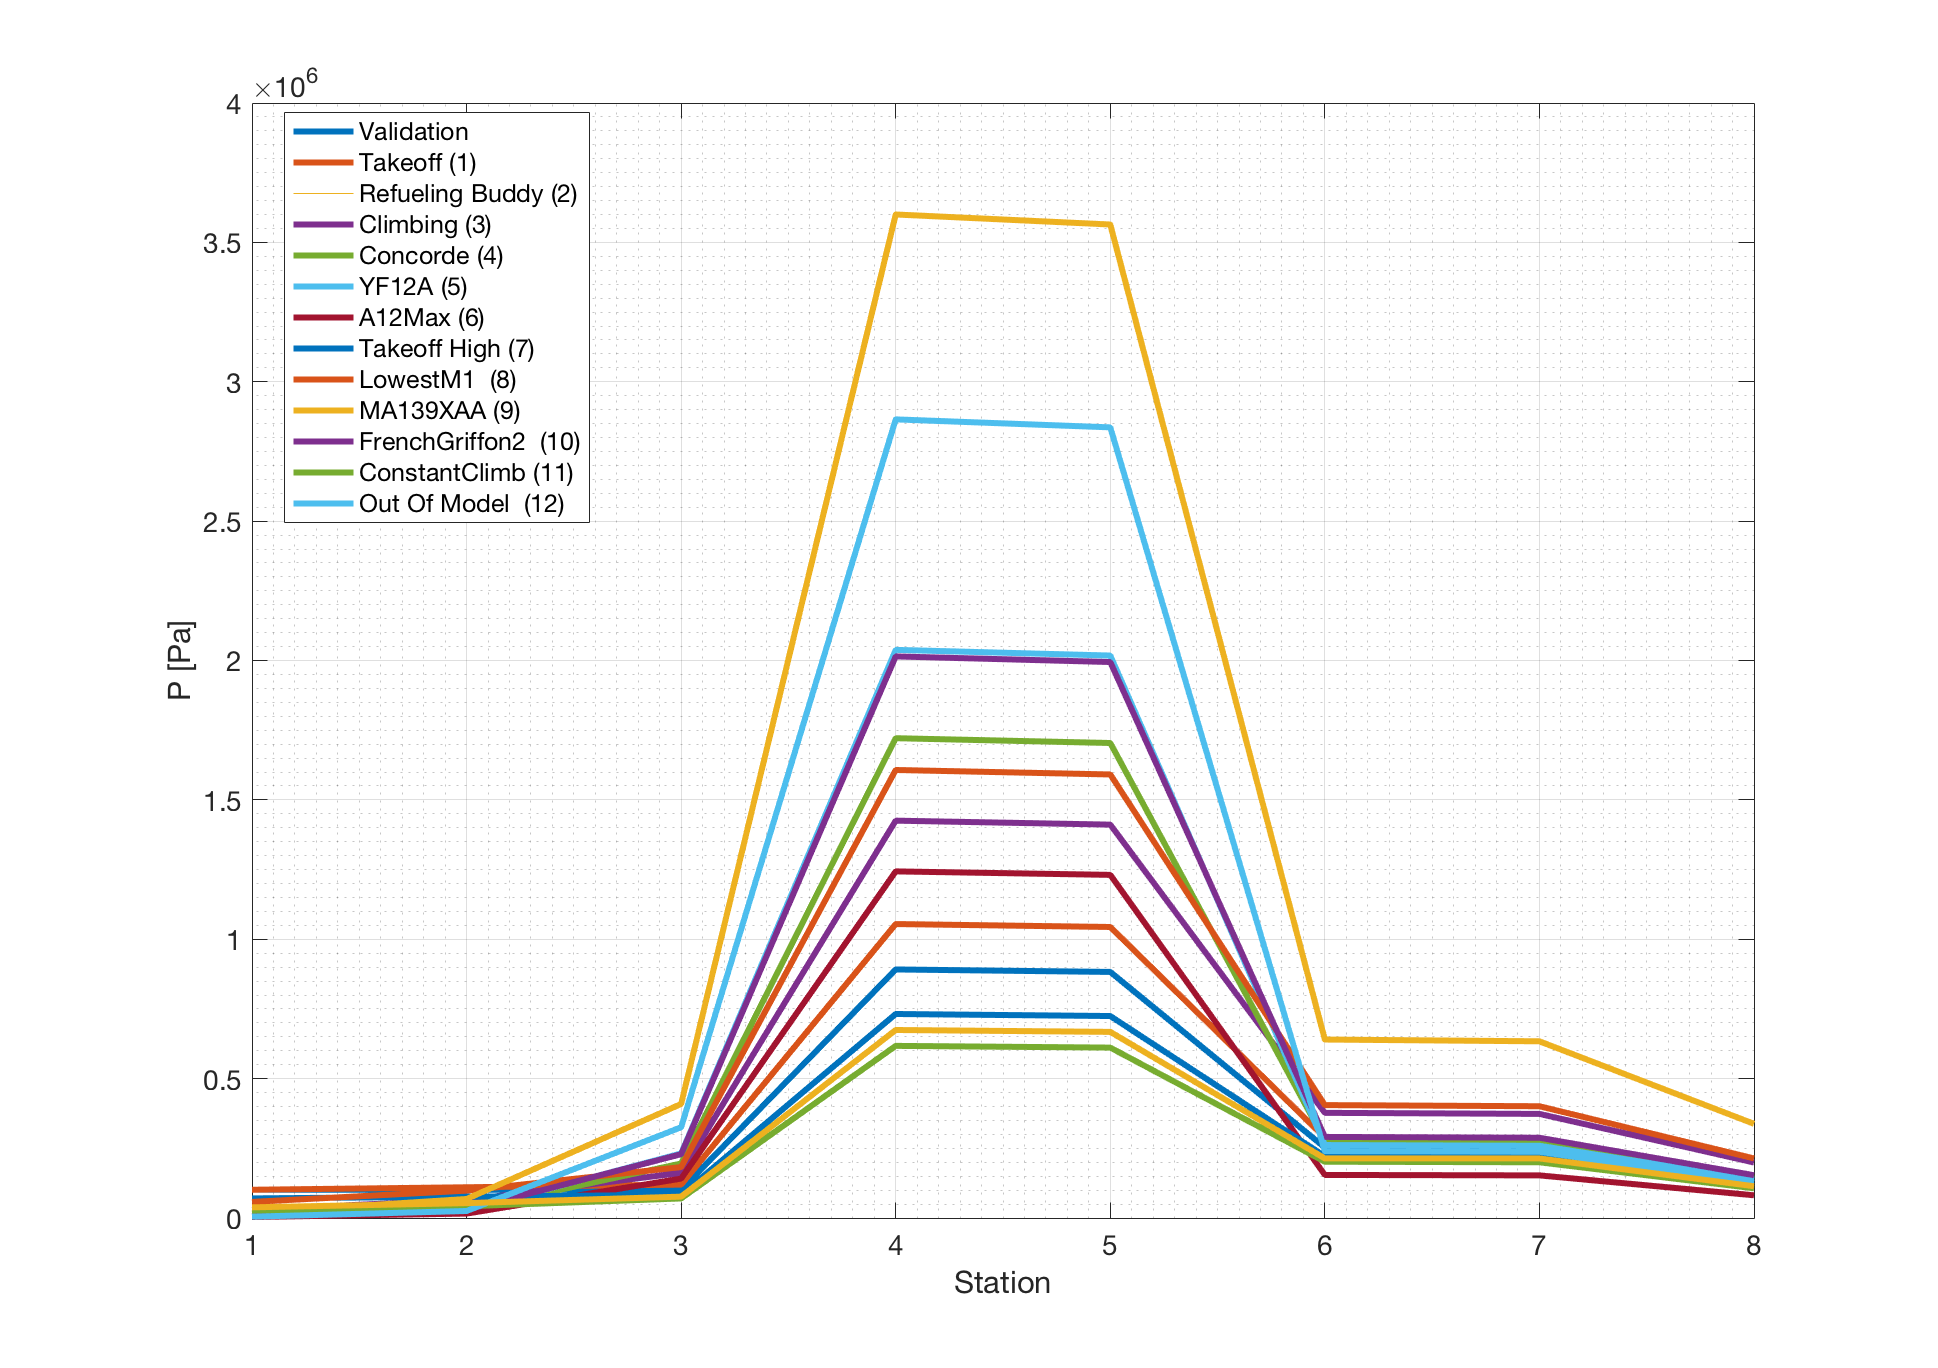 ×10^6
4
3.5
3
2.5
2
1.5
1
0.5
0
P [Pa]
Validation
Takeoff (1)
Refueling Buddy (2)
Climbing (3)
Concorde (4)
YF12A (5)
A12Max (6)
Takeoff High (7)
LowestM1  (8)
MA139XAA (9)
FrenchGriffon2  (10)
ConstantClimb (11)
Out Of Model  (12)
1 2 3 4 5 6 7 8
Station